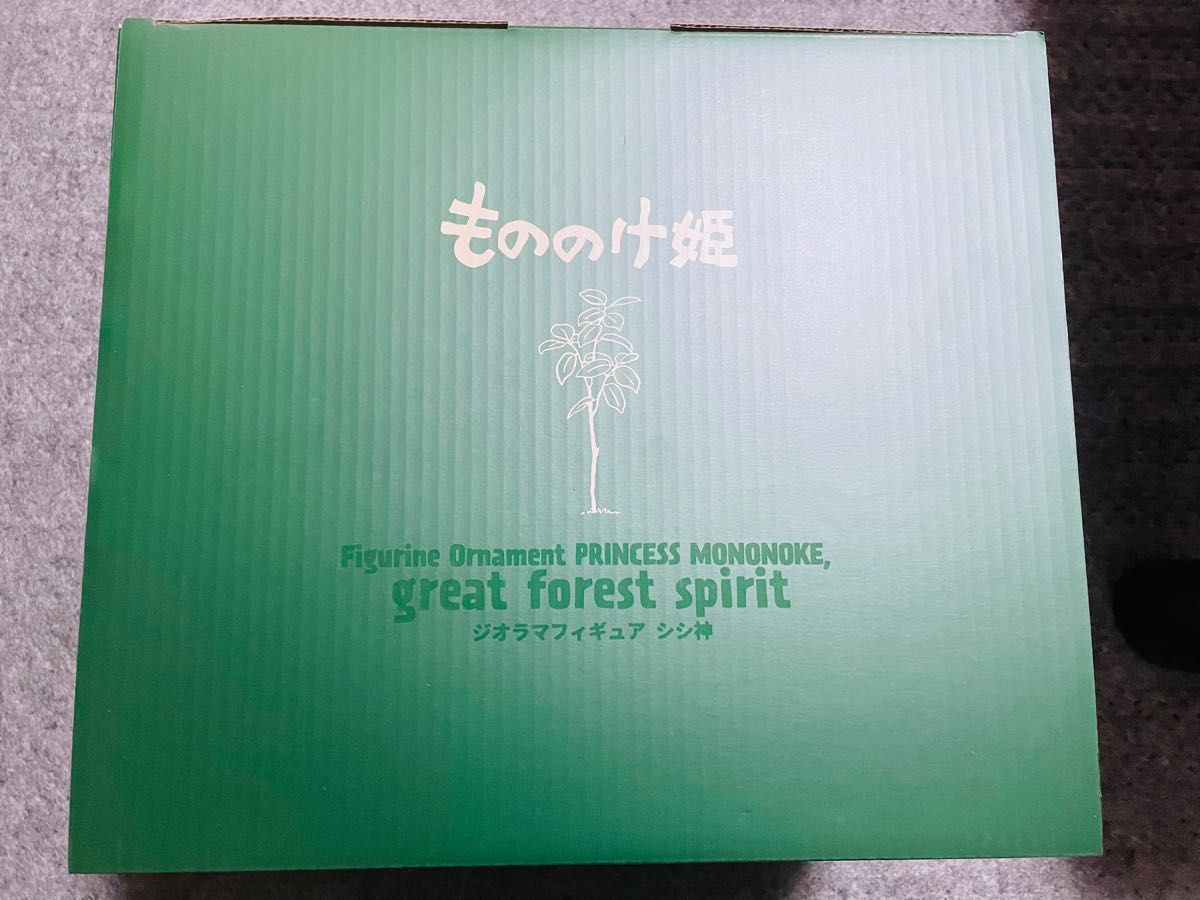 もののけ姫
Figurine Ornament PRINCESS MONONOKE,
great forest spirit
ジオラマフィギュア シシ神